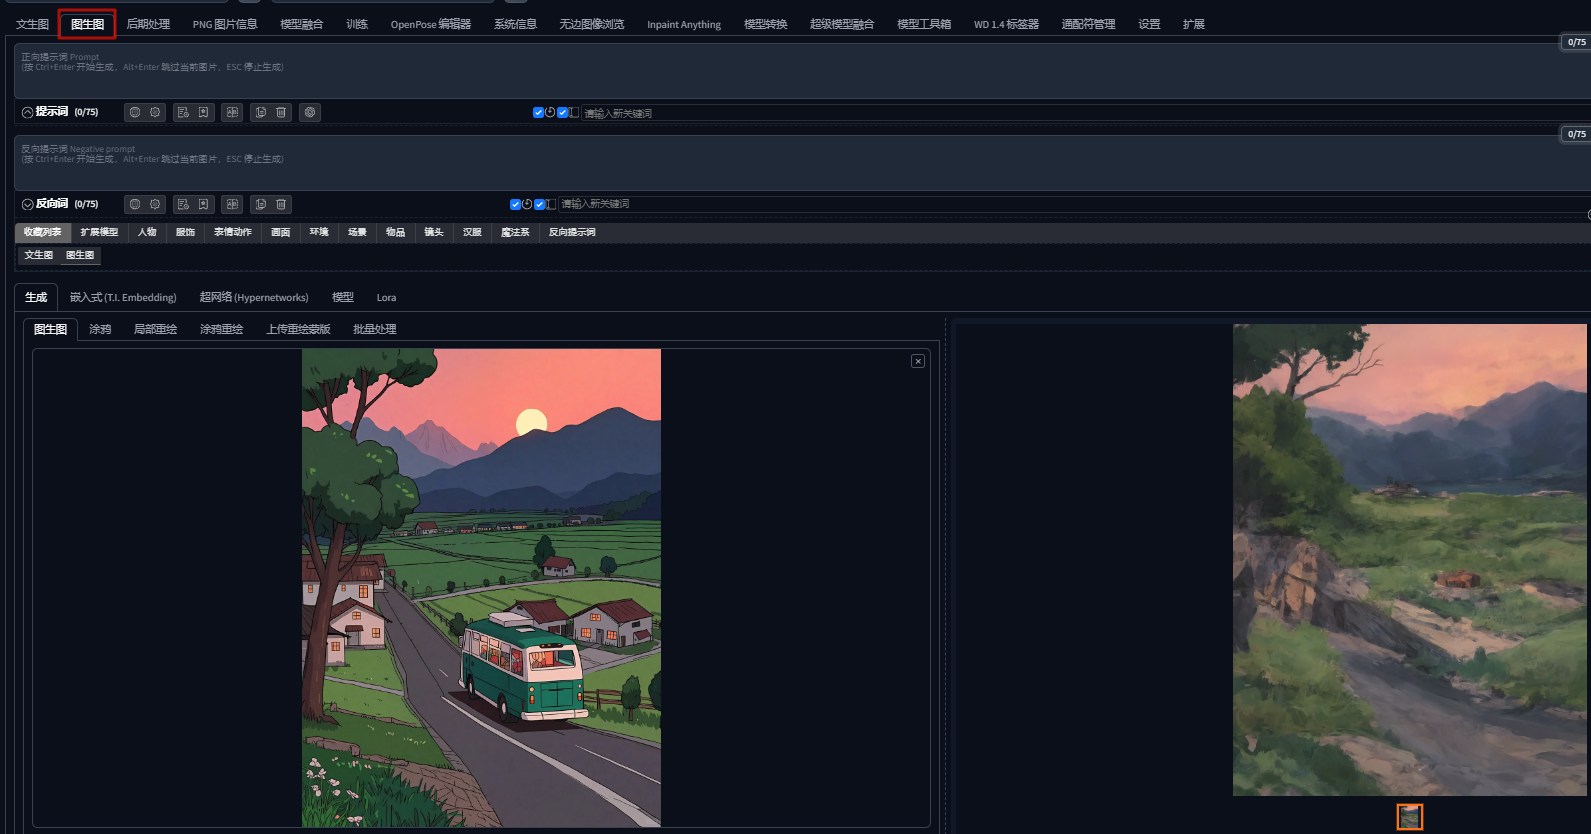 文生图 图生图 后期处理 PNG 图片信息 模型融合 训练 OpenPose 编辑器 系统信息 无边图像浏览 Inpaint Anything 模型转换 超级模型融合 模型工具箱 WD 1.4 标签器 通配符管理 设置 扩展
0/75
正向提示词 Prompt
(按 Ctrl+Enter 开始生成，Alt+Enter 跳过当前图片，ESC 停止生成)
提示词 (0/75) 请输入新关键词
0/75
反向提示词 Negative prompt
(按 Ctrl+Enter 开始生成，Alt+Enter 跳过当前图片，ESC 停止生成)
反向词 (0/75) 请输入新关键词
收藏列表 扩展模型 人物 服饰 表情动作 画面 环境 场景 物品 镜头 汉服 魔法系 反向提示词
文生图 图生图
生成 嵌入式 (T.I. Embedding) 超网络 (Hypernetworks) 模型 Lora
图生图 涂鸦 局部重绘 涂鸦重绘 上传重绘蒙版 批量处理